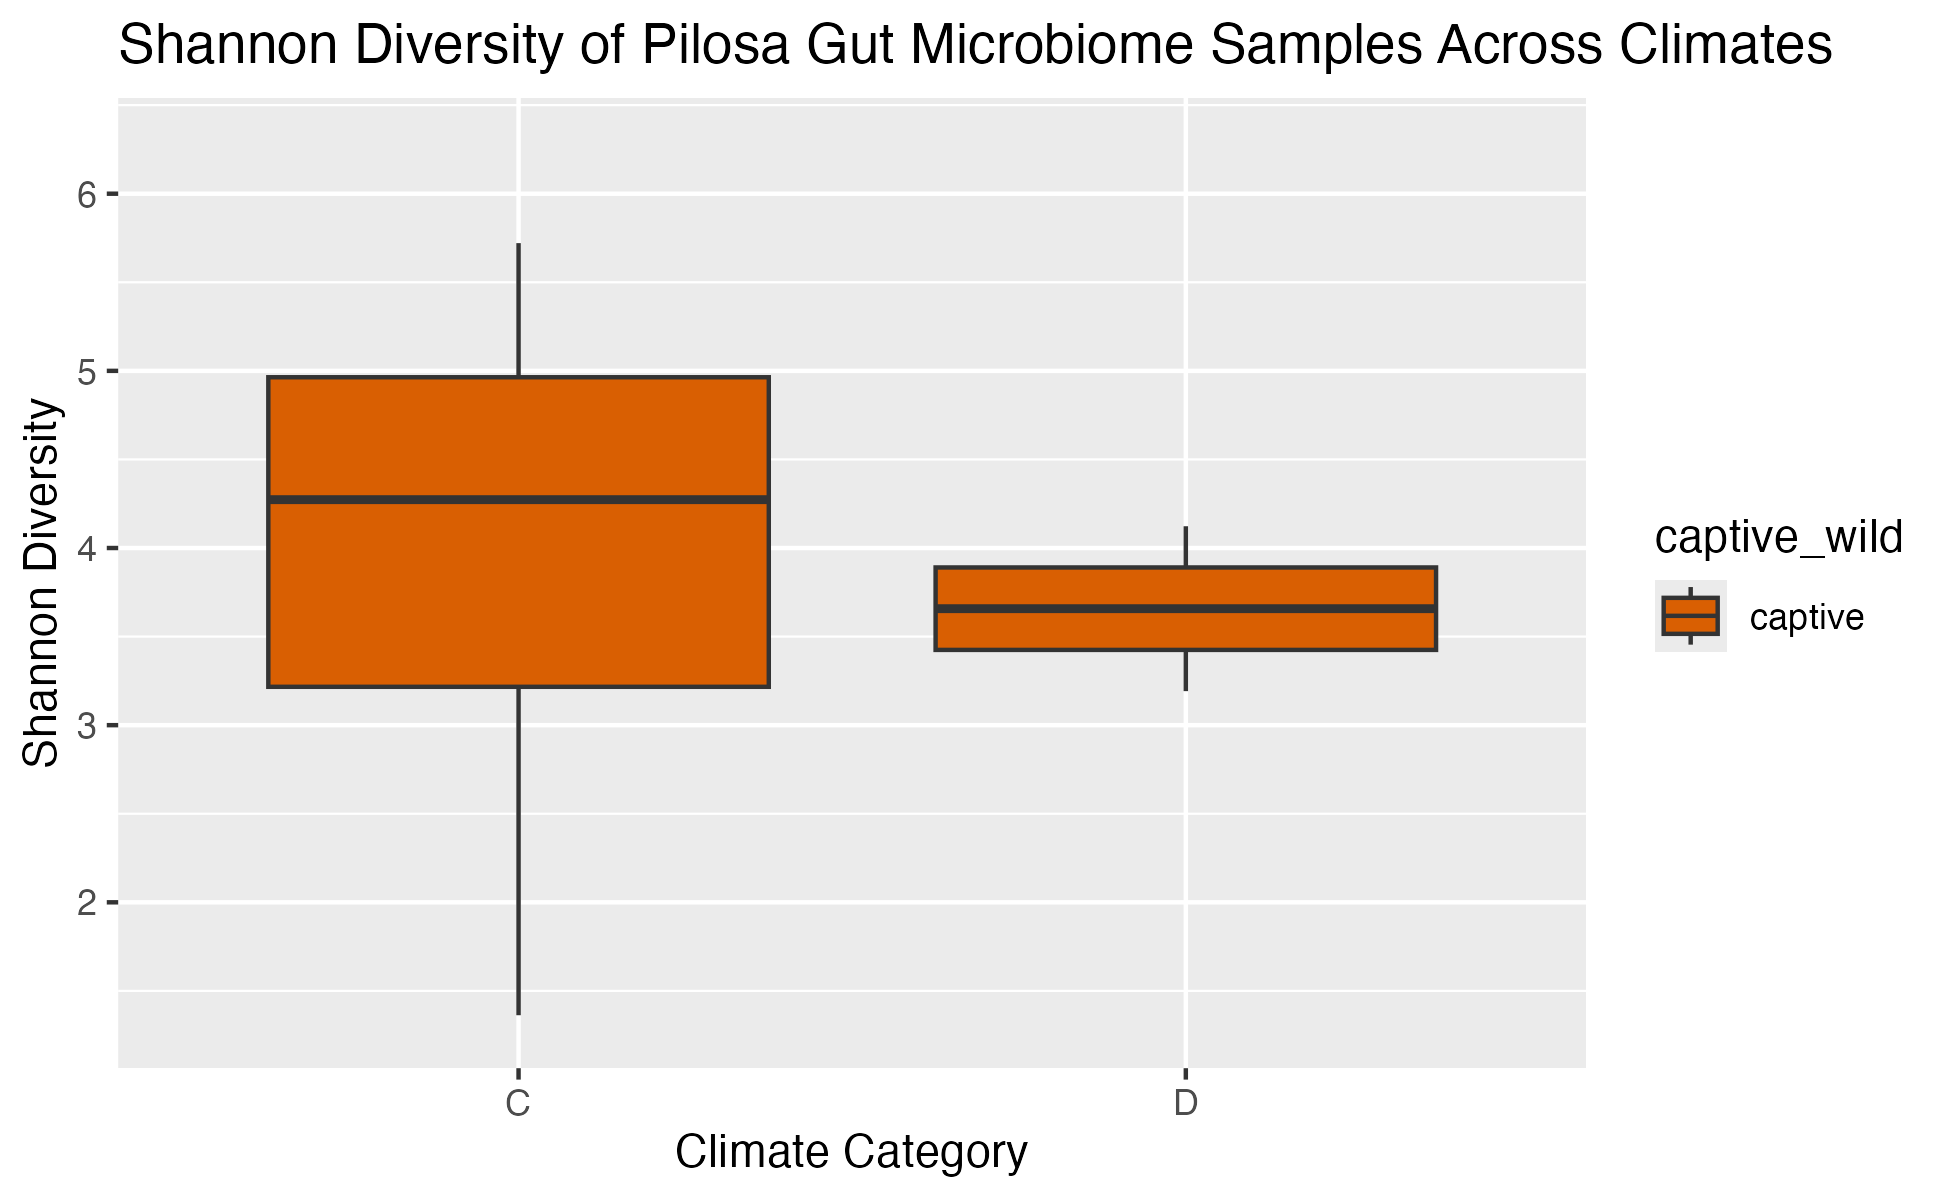 Shannon Diversity of Pilosa Gut Microbiome Samples Across Climates
Shannon Diversity
6
5
4
3
2
C
D
Climate Category
captive_wild
captive